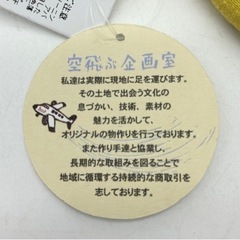 空飛ぶ企画室
私達は実際に現地に足を運びます。
その土地で出会う文化の
息づかい、技術、素材の
魅力を活かして、
オリジナルの物作りを行っております。
また作り手達と協業し、
長期的な取組みを図ることで
地域に循環する持続的な商取引を
志しております。